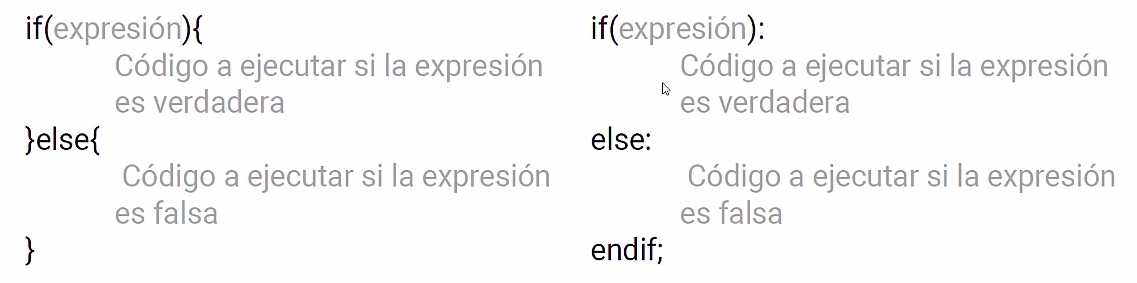 if(expresión){
Código a ejecutar si la expresión
es verdadera
}else{
Código a ejecutar si la expresión
es falsa
}
if(expresión):
Código a ejecutar si la expresión
es verdadera
else:
Código a ejecutar si la expresión
es falsa
endif;